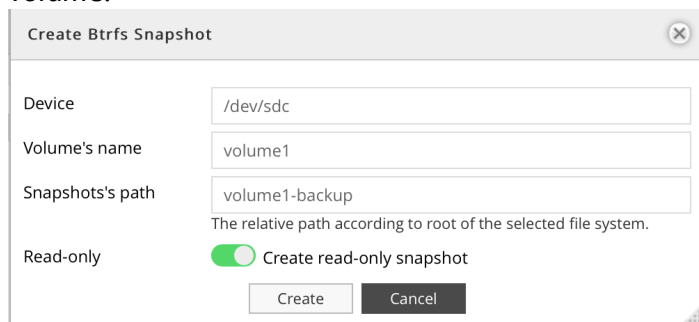 volume.
Create Btrfs Snapshot
Device
/dev/sdc
Volume's name
volume1
Snapshots's path
volume1-backup
The relative path according to root of the selected file system.
Read-only
Create read-only snapshot
Create
Cancel